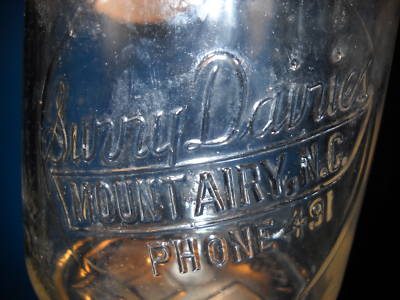 Surry Dairies
MOUNT AIRY, N.C.
PHONE 491